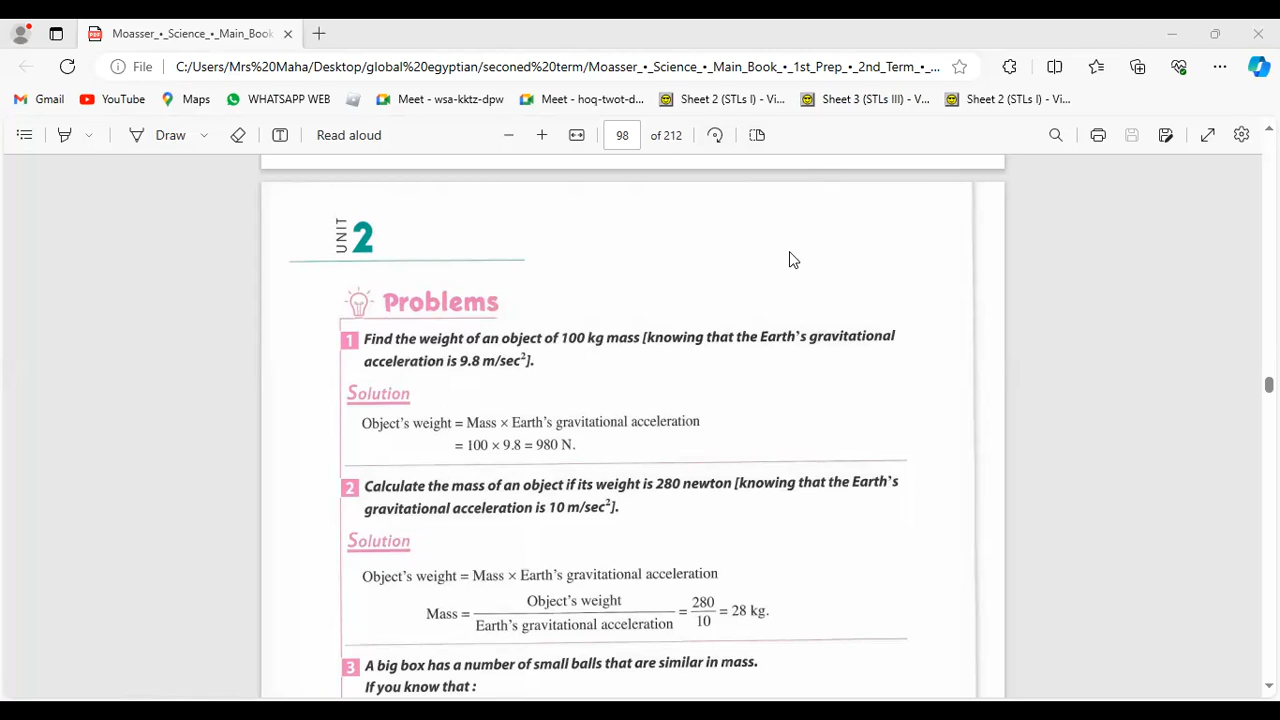 Moasser_•_Science_•_Main_Book
File
C:/Users/Mrs%20Maha/Desktop/global%20egyptian/seconed%20term/Moasser_•_Science_•_Main_Book_•_1st_Prep_•_2nd_Term_•_...
Gmail
YouTube
Maps
WHATSAPP WEB
Meet - wsa-kktz-dpw
Meet - hoq-twot-d...
Sheet 2 (STLs I) - Vi...
Sheet 3 (STLs III) - V...
Sheet 2 (STLs I) - Vi...
Draw
Read aloud
98
of 212
UNIT 2
Problems
1 Find the weight of an object of 100 kg mass [knowing that the Earth's gravitational
acceleration is 9.8 m/sec²].
Solution
Object's weight = Mass × Earth's gravitational acceleration
= 100 × 9.8 = 980 N.
2 Calculate the mass of an object if its weight is 280 newton [knowing that the Earth's
gravitational acceleration is 10 m/sec²].
Solution
Object's weight = Mass × Earth's gravitational acceleration
Mass = Object's weight / Earth's gravitational acceleration = 280 / 10 = 28 kg.
3 A big box has a number of small balls that are similar in mass.
If you know that :